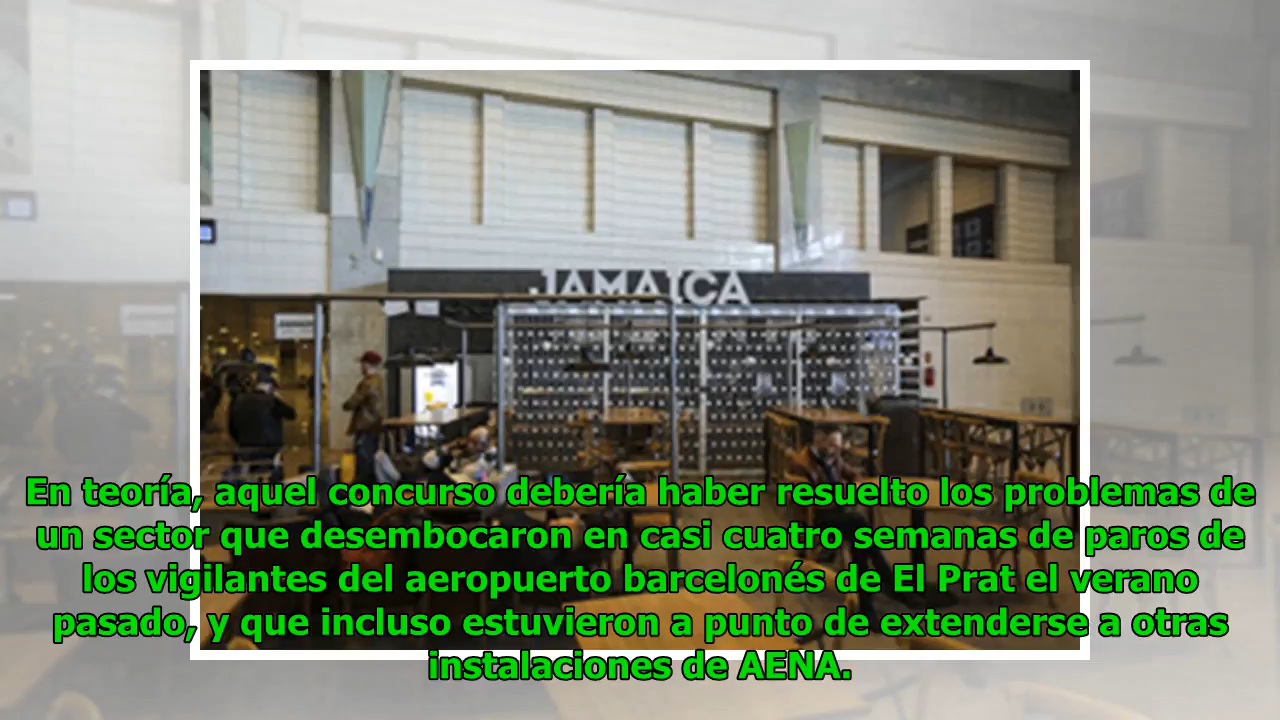 JAMAICA
En teoría, aquel concurso debería haber resuelto los problemas de
un sector que desembocaron en casi cuatro semanas de paros de
los vigilantes del aeropuerto barcelonés de El Prat el verano
pasado, y que incluso estuvieron a punto de extenderse a otras
instalaciones de AENA.